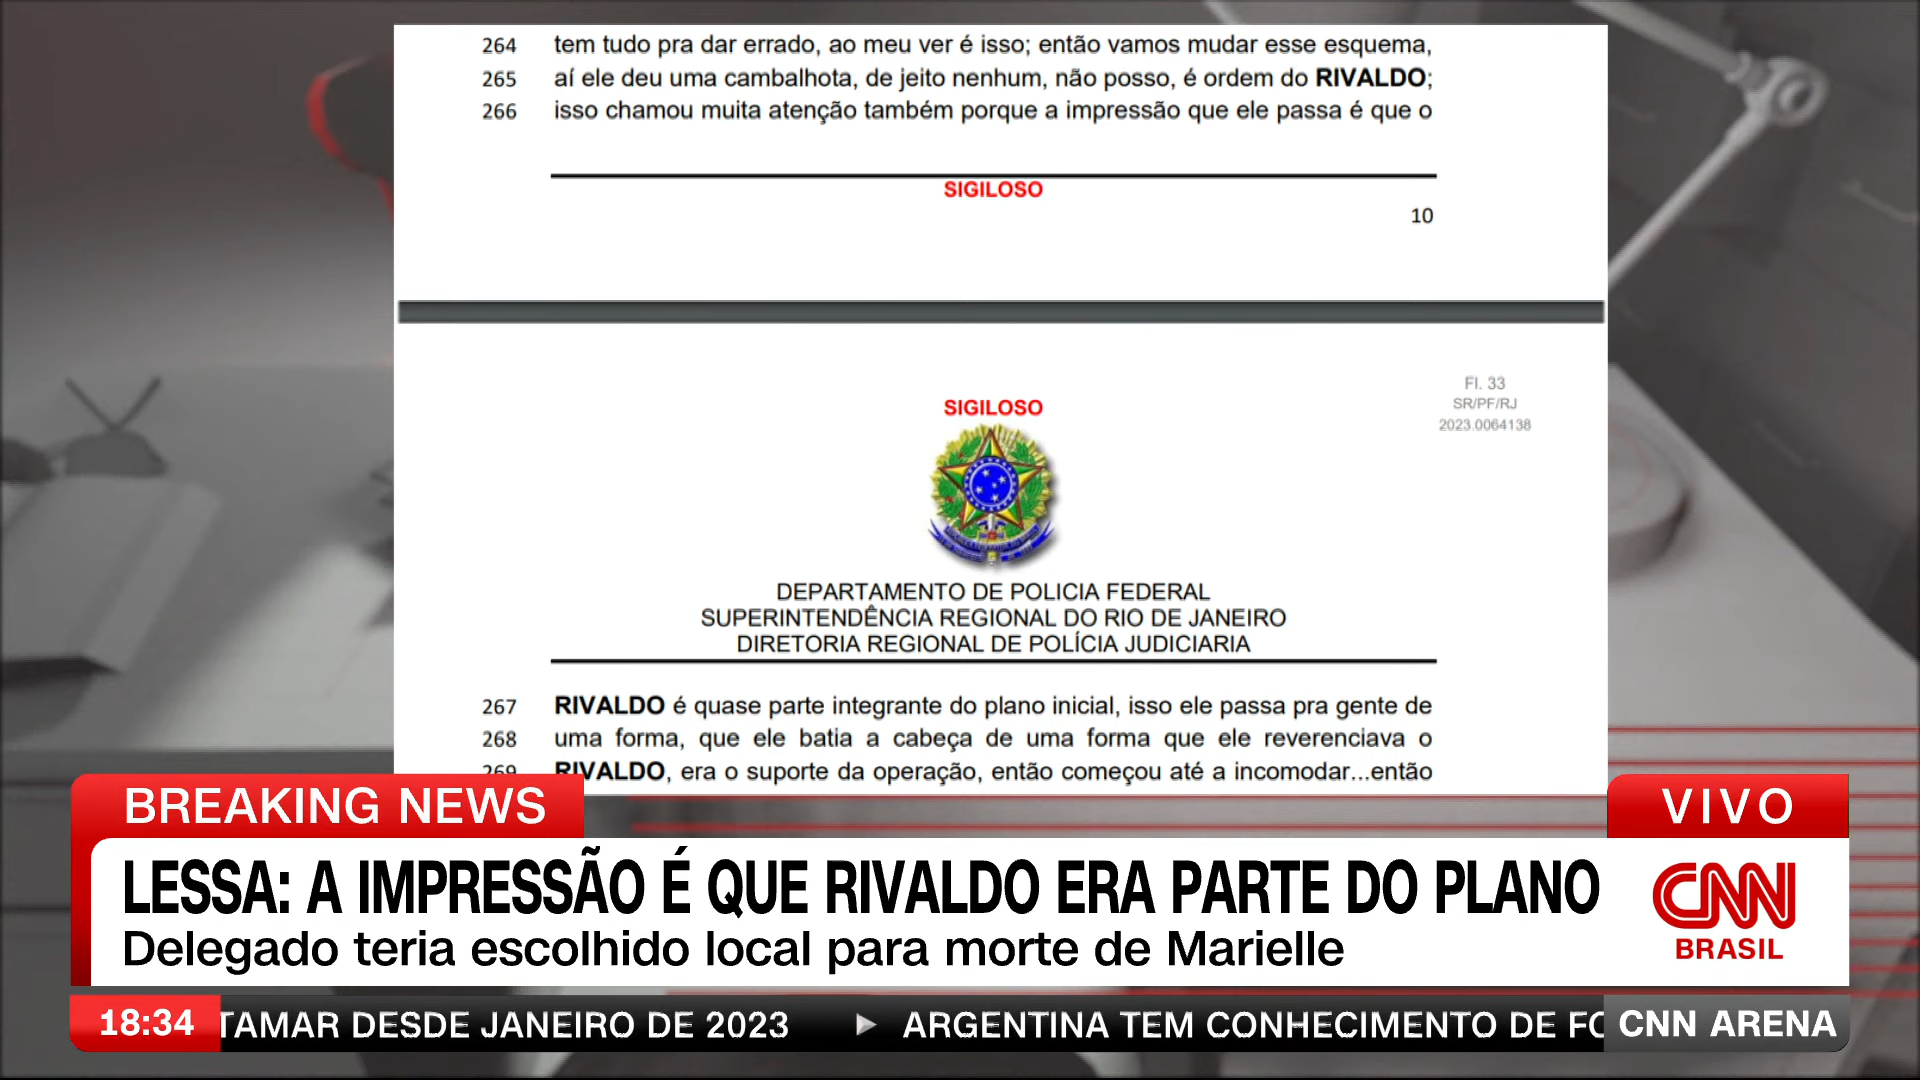 264 tem tudo pra dar errado, ao meu ver é isso; então vamos mudar esse esquema,
265 aí ele deu uma cambalhota, de jeito nenhum, não posso, é ordem do RIVALDO;
266 isso chamou muita atenção também porque a impressão que ele passa é que o
SIGILOSO
10
Fl. 33
SR/PF/RJ
2023.0064138
SIGILOSO
DEPARTAMENTO DE POLICIA FEDERAL
SUPERINTENDÊNCIA REGIONAL DO RIO DE JANEIRO
DIRETORIA REGIONAL DE POLÍCIA JUDICIARIA
267 RIVALDO é quase parte integrante do plano inicial, isso ele passa pra gente de
268 uma forma, que ele batia a cabeça de uma forma que ele reverenciava o
269 RIVALDO, era o suporte da operação, então começou até a incomodar...então
BREAKING NEWS
VIVO
LESSA: A IMPRESSÃO É QUE RIVALDO ERA PARTE DO PLANO
Delegado teria escolhido local para morte de Marielle
CNN
BRASIL
18:34 TAMAR DESDE JANEIRO DE 2023 ARGENTINA TEM CONHECIMENTO DE FO CNN ARENA